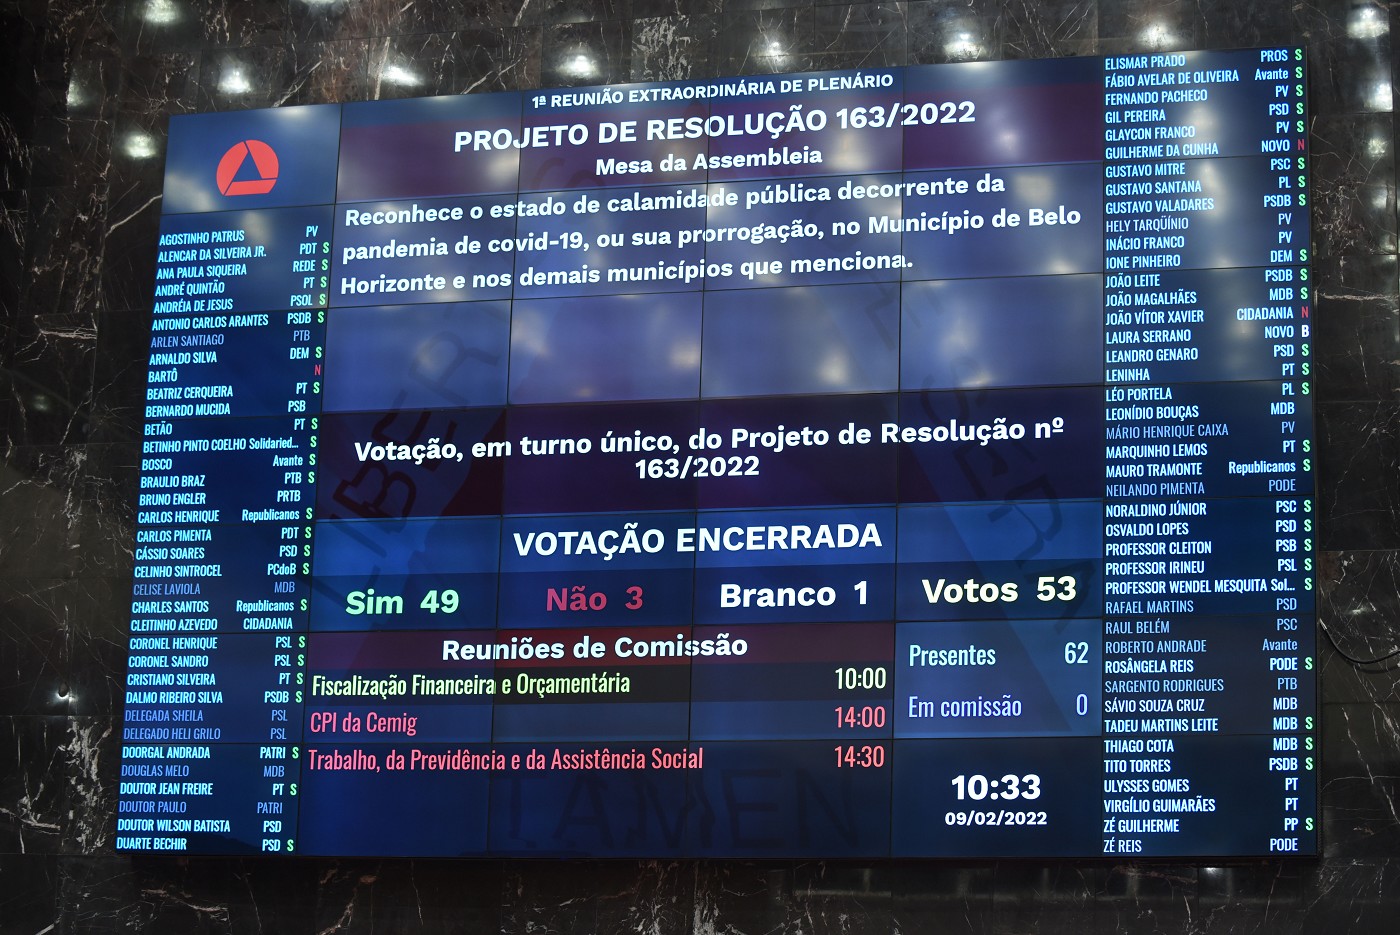 1ª REUNIÃO EXTRAORDINÁRIA DE PLENÁRIO
PROJETO DE RESOLUÇÃO 163/2022
Mesa da Assembleia
Reconhece o estado de calamidade pública decorrente da
pandemia de covid-19, ou sua prorrogação, no Município de Belo
Horizonte e nos demais municípios que menciona.
AGOSTINHO PATRUS PV
ALENCAR DA SILVEIRA JR. PDT S
ANA PAULA SIQUEIRA REDE S
ANDRÉ QUINTÃO PT S
ANDRÉIA DE JESUS PSOL S
ANTONIO CARLOS ARANTES PSDB S
ARLEN SANTIAGO PTB
ARNALDO SILVA DEM S
BARTÔ N
BEATRIZ CERQUEIRA PT S
BERNARDO MUCIDA PSB
BETÃO PT S
BETINHO PINTO COELHO Solidaried... S
BOSCO Avante S
BRAULIO BRAZ PTB S
BRUNO ENGLER PRTB
CARLOS HENRIQUE Republicanos S
CARLOS PIMENTA PDT S
CÁSSIO SOARES PSD S
CELINHO SINTROCEL PCdoB S
CELISE LAVIOLA MDB
CHARLES SANTOS Republicanos S
CLEITINHO AZEVEDO CIDADANIA
CORONEL HENRIQUE PSL S
CORONEL SANDRO PSL S
CRISTIANO SILVEIRA PT S
DALMO RIBEIRO SILVA PSDB S
DELEGADA SHEILA PSL
DELEGADO HELI GRILO PSL
DOORGAL ANDRADA PATRI S
DOUGLAS MELO MDB
DOUTOR JEAN FREIRE PT S
DOUTOR PAULO PATRI
DOUTOR WILSON BATISTA PSD
DUARTE BECHIR PSD S
Votação, em turno único, do Projeto de Resolução nº
163/2022
VOTAÇÃO ENCERRADA
Sim 49 Não 3 Branco 1 Votos 53
Reuniões de Comissão
Fiscalização Financeira e Orçamentária 10:00
CPI da Cemig 14:00
Trabalho, da Previdência e da Assistência Social 14:30
Presentes 62
Em comissão 0
10:33
09/02/2022
ELISMAR PRADO PROS S
FÁBIO AVELAR DE OLIVEIRA Avante S
FERNANDO PACHECO PV S
GIL PEREIRA PSD S
GLAYCON FRANCO PV S
GUILHERME DA CUNHA NOVO N
GUSTAVO MITRE PSC S
GUSTAVO SANTANA PL S
GUSTAVO VALADARES PSDB S
HELY TARQÜÍNIO PV
INÁCIO FRANCO PV
IONE PINHEIRO DEM S
JOÃO LEITE PSDB S
JOÃO MAGALHÃES MDB S
JOÃO VÍTOR XAVIER CIDADANIA N
LAURA SERRANO NOVO B
LEANDRO GENARO PSD S
LENINHA PT S
LÉO PORTELA PL S
LEONÍDIO BOUÇAS MDB
MÁRIO HENRIQUE CAIXA PV
MARQUINHO LEMOS PT S
MAURO TRAMONTE Republicanos S
NEILANDO PIMENTA PODE
NORALDINO JÚNIOR PSC S
OSVALDO LOPES PSD S
PROFESSOR CLEITON PSB S
PROFESSOR IRINEU PSL S
PROFESSOR WENDEL MESQUITA Sol... S
RAFAEL MARTINS PSD
RAUL BELÉM PSC
ROBERTO ANDRADE Avante
ROSÂNGELA REIS PODE S
SARGENTO RODRIGUES PTB
SÁVIO SOUZA CRUZ MDB
TADEU MARTINS LEITE MDB S
THIAGO COTA MDB S
TITO TORRES PSDB S
ULYSSES GOMES PT
VIRGÍLIO GUIMARÃES PT
ZÉ GUILHERME PP S
ZÉ REIS PODE